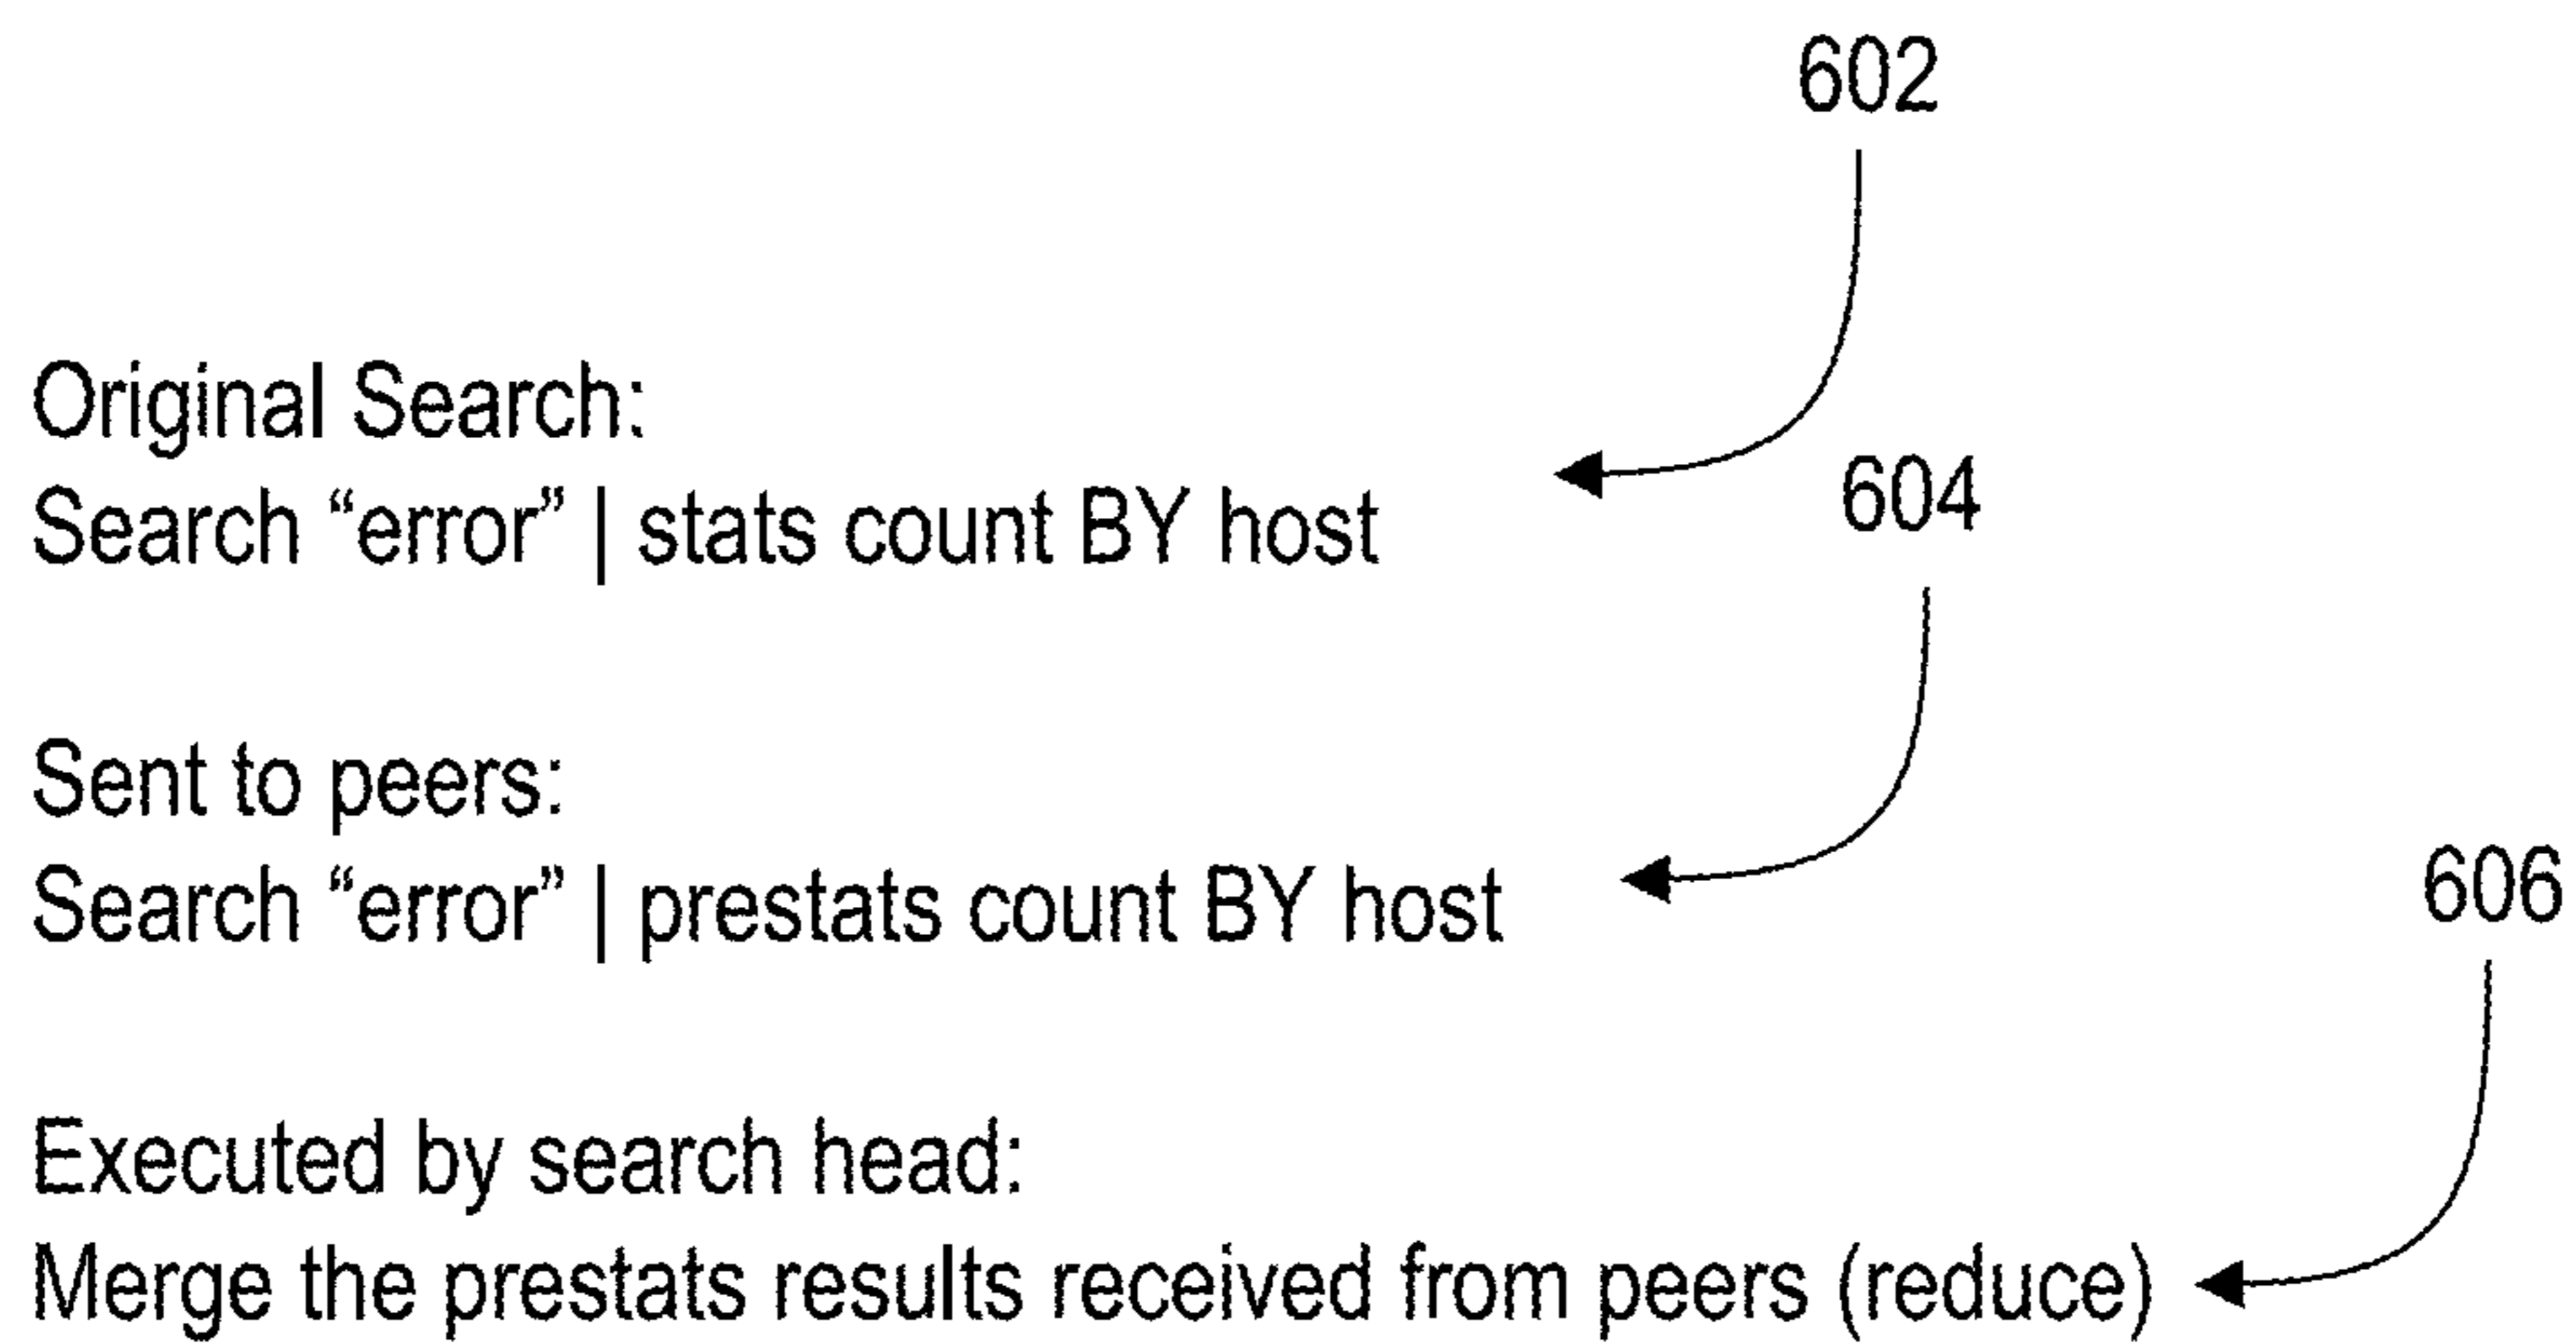 602
Original Search:
Search “error” | stats count BY host
604
Sent to peers:
Search “error” | prestats count BY host
606
Executed by search head:
Merge the prestats results received from peers (reduce)